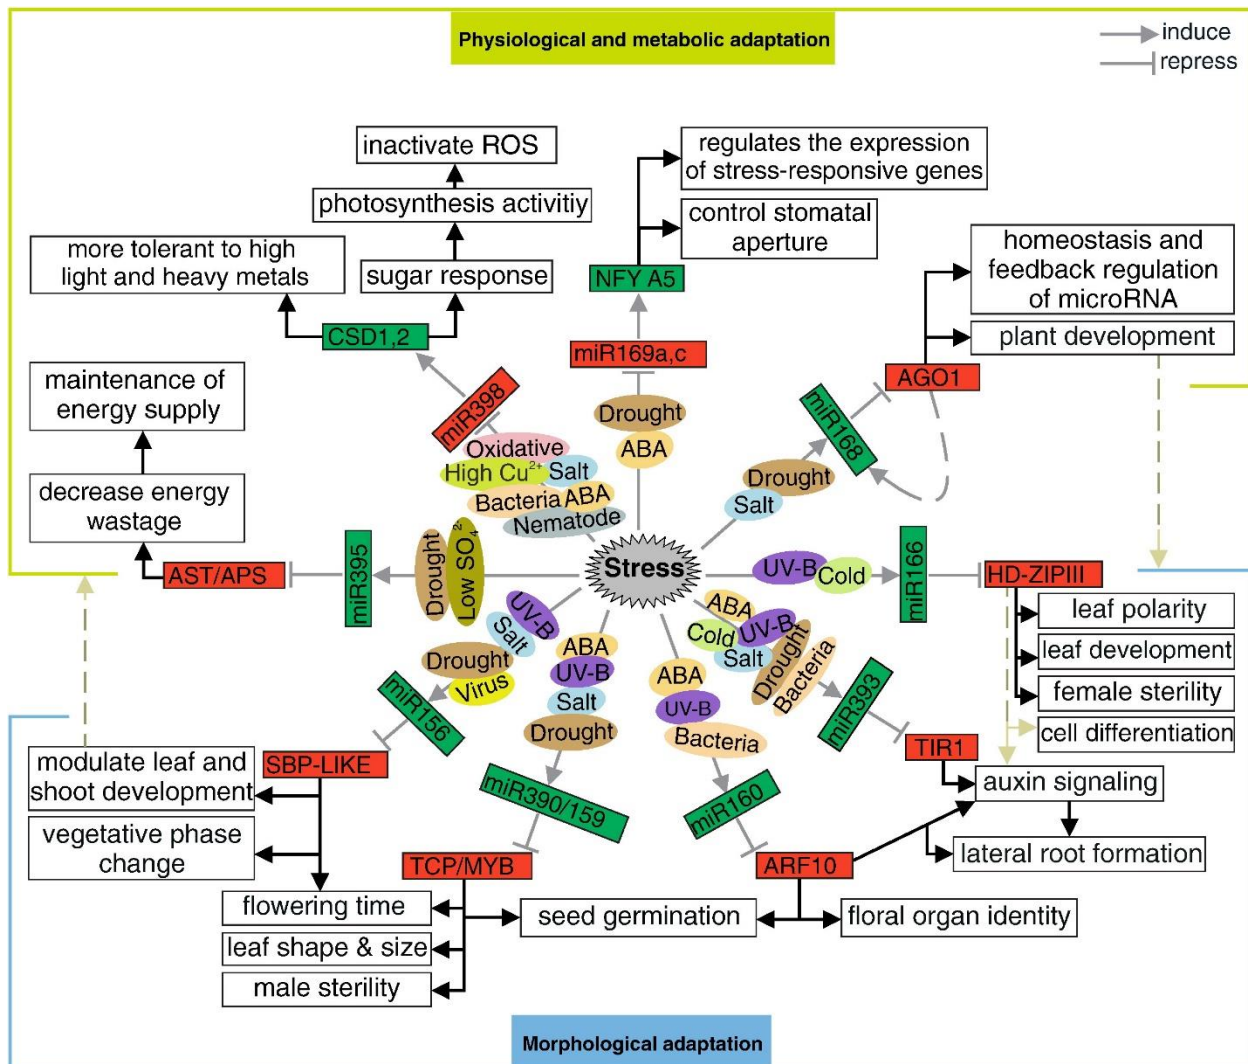 Physiological and metabolic adaptation
induce
repress
inactivate ROS
photosynthesis activitiy
more tolerant to high
light and heavy metals
sugar response
CSD1,2
regulates the expression
of stress-responsive genes
control stomatal
aperture
NFY A5
miR169a,c
homeostasis and
feedback regulation
of microRNA
plant development
AGO1
miR168
maintenance of
energy supply
decrease energy
wastage
AST/APS
miR395
miR398
Oxidative
High Cu²⁺
Salt
Bacteria
ABA
Nematode
Drought
ABA
Drought
Salt
Drought
Low SO₄²⁻
Stress
UV-B
Cold
miR166
HD-ZIPIII
leaf polarity
leaf development
female sterility
cell differentiation
UV-B
Salt
Drought
Virus
miR156
SBP-LIKE
modulate leaf and
shoot development
vegetative phase
change
ABA
UV-B
Salt
Drought
miR390/159
TCP/MYB
flowering time
leaf shape & size
male sterility
seed germination
ABA
UV-B
Bacteria
miR160
ARF10
floral organ identity
ABA
UV-B
Cold
Salt
Drought
Bacteria
miR393
TIR1
auxin signaling
lateral root formation
Morphological adaptation